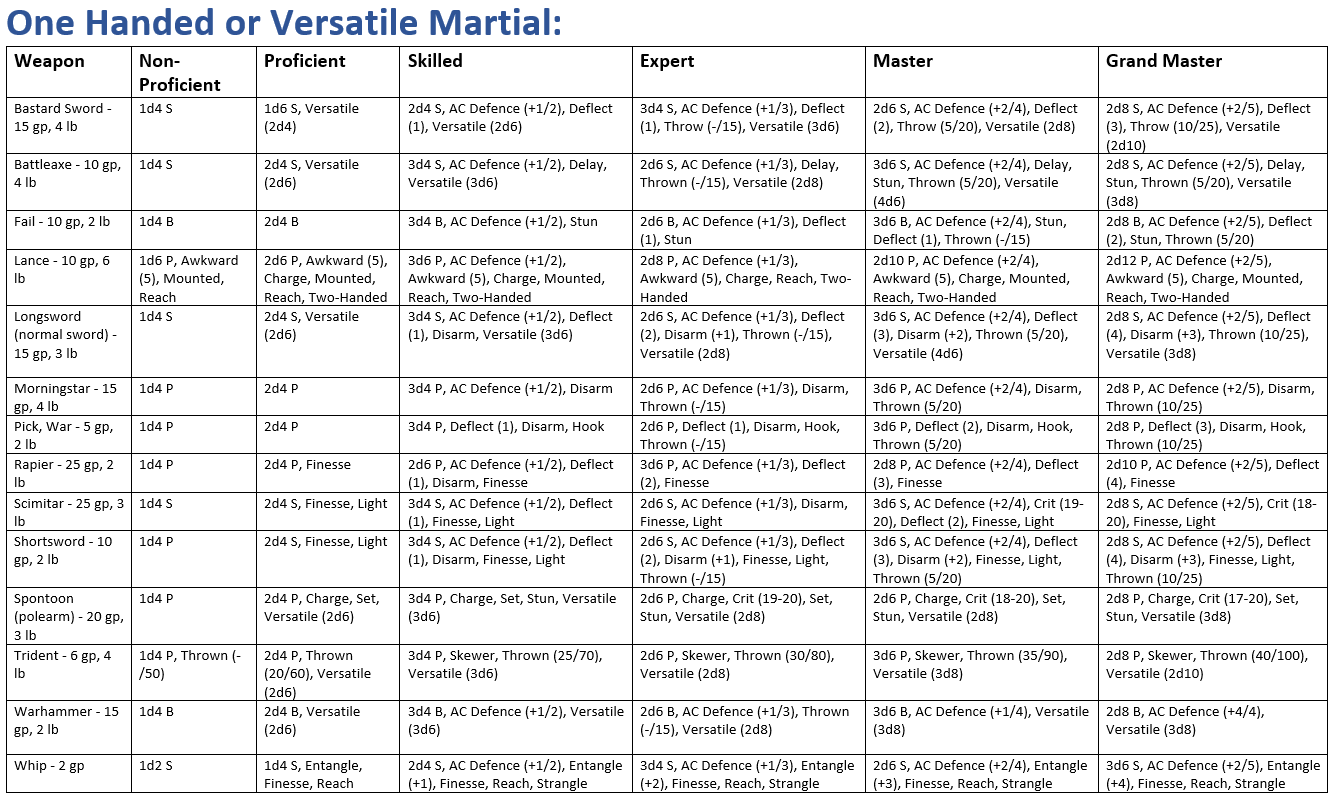 One Handed or Versatile Martial:
Weapon
Non-
Proficient
Proficient
Skilled
Expert
Master
Grand Master
Bastard Sword -
15 gp, 4 lb
1d4 S
1d6 S, Versatile
(2d4)
2d4 S, AC Defence (+1/2), Deflect
(1), Versatile (2d6)
3d4 S, AC Defence (+1/3), Deflect
(1), Throw (-/15), Versatile (3d6)
2d6 S, AC Defence (+2/4), Deflect
(2), Throw (5/20), Versatile (2d8)
2d8 S, AC Defence (+2/5), Deflect
(3), Throw (10/25), Versatile
(2d10)
Battleaxe - 10 gp,
4 lb
1d4 S
2d4 S, Versatile
(2d6)
3d4 S, AC Defence (+1/2), Delay,
Versatile (3d6)
2d6 S, AC Defence (+1/3), Delay,
Thrown (-/15), Versatile (2d8)
3d6 S, AC Defence (+2/4), Delay,
Stun, Thrown (5/20), Versatile
(4d6)
2d8 S, AC Defence (+2/5), Delay,
Stun, Thrown (5/20), Versatile
(3d8)
Fail - 10 gp, 2 lb
1d4 B
2d4 B
3d4 B, AC Defence (+1/2), Stun
2d6 B, AC Defence (+1/3), Deflect
(1), Stun
3d6 B, AC Defence (+2/4), Stun,
Deflect (1), Thrown (-/15)
2d8 B, AC Defence (+2/5), Deflect
(2), Stun, Thrown (5/20)
Lance - 10 gp, 6
lb
1d6 P, Awkward
(5), Mounted,
Reach
2d6 P, Awkward (5),
Charge, Mounted,
Reach, Two-Handed
3d6 P, AC Defence (+1/2),
Awkward (5), Charge, Mounted,
Reach, Two-Handed
2d8 P, AC Defence (+1/3),
Awkward (5), Charge, Reach, Two-
Handed
2d10 P, AC Defence (+2/4),
Awkward (5), Charge, Mounted,
Reach, Two-Handed
2d12 P, AC Defence (+2/5),
Awkward (5), Charge, Mounted,
Reach, Two-Handed
Longsword
(normal sword) -
15 gp, 3 lb
1d4 S
2d4 S, Versatile
(2d6)
3d4 S, AC Defence (+1/2), Deflect
(1), Disarm, Versatile (3d6)
2d6 S, AC Defence (+1/3), Deflect
(2), Disarm (+1), Thrown (-/15),
Versatile (2d8)
3d6 S, AC Defence (+2/4), Deflect
(3), Disarm (+2), Thrown (5/20),
Versatile (4d6)
2d8 S, AC Defence (+2/5), Deflect
(4), Disarm (+3), Thrown (10/25),
Versatile (3d8)
Morningstar - 15
gp, 4 lb
1d4 P
2d4 P
3d4 P, AC Defence (+1/2), Disarm
2d6 P, AC Defence (+1/3), Disarm,
Thrown (-/15)
3d6 P, AC Defence (+2/4), Disarm,
Thrown (5/20)
2d8 P, AC Defence (+2/5), Disarm,
Thrown (10/25)
Pick, War - 5 gp,
2 lb
1d4 P
2d4 P
3d4 P, Deflect (1), Disarm, Hook
2d6 P, Deflect (1), Disarm, Hook,
Thrown (-/15)
3d6 P, Deflect (2), Disarm, Hook,
Thrown (5/20)
2d8 P, Deflect (3), Disarm, Hook,
Thrown (10/25)
Rapier - 25 gp, 2
lb
1d4 P
2d4 P, Finesse
2d6 P, AC Defence (+1/2), Deflect
(1), Disarm, Finesse
3d6 P, AC Defence (+1/3), Deflect
(2), Finesse
2d8 P, AC Defence (+2/4), Deflect
(3), Finesse
2d10 P, AC Defence (+2/5), Deflect
(4), Finesse
Scimitar - 25 gp, 3
lb
1d4 S
2d4 S, Finesse, Light
3d4 S, AC Defence (+1/2), Deflect
(1), Finesse, Light
2d6 S, AC Defence (+1/3), Disarm,
Finesse, Light
3d6 S, AC Defence (+2/4), Crit (19-
20), Deflect (2), Finesse, Light
2d8 S, AC Defence (+2/5), Crit (18-
20), Finesse, Light
Shortsword - 10
gp, 2 lb
1d4 P
2d4 S, Finesse, Light
3d4 S, AC Defence (+1/2), Deflect
(1), Disarm, Finesse, Light
2d6 S, AC Defence (+1/3), Deflect
(2), Disarm (+1), Finesse, Light,
Thrown (-/15)
3d6 S, AC Defence (+2/4), Deflect
(3), Disarm (+2), Finesse, Light,
Thrown (5/20)
2d8 S, AC Defence (+2/5), Deflect
(4), Disarm (+3), Finesse, Light,
Thrown (10/25)
Spontoon
(polearm) - 20 gp,
3 lb
1d4 P
2d4 P, Charge, Set,
Versatile (2d6)
3d4 P, Charge, Set, Stun, Versatile
(3d6)
2d6 P, Charge, Crit (19-20), Set,
Stun, Versatile (2d8)
2d6 P, Charge, Crit (18-20), Set,
Stun, Versatile (2d8)
2d8 P, Charge, Crit (17-20), Set,
Stun, Versatile (3d8)
Trident - 6 gp, 4
lb
1d4 P, Thrown (-
/50)
2d4 P, Thrown
(20/60), Versatile
(2d6)
3d4 P, Skewer, Thrown (25/70),
Versatile (3d6)
2d6 P, Skewer, Thrown (30/80),
Versatile (2d8)
3d6 P, Skewer, Thrown (35/90),
Versatile (3d8)
2d8 P, Skewer, Thrown (40/100),
Versatile (2d10)
Warhammer - 15
gp, 2 lb
1d4 B
2d4 B, Versatile
(2d6)
3d4 B, AC Defence (+1/2), Versatile
(3d6)
2d6 B, AC Defence (+1/3), Thrown
(-/15), Versatile (2d8)
3d6 B, AC Defence (+1/4), Versatile
(3d8)
2d8 B, AC Defence (+4/4),
Versatile (3d8)
Whip - 2 gp
1d2 S
1d4 S, Entangle,
Finesse, Reach
2d4 S, AC Defence (+1/2), Entangle
(+1), Finesse, Reach, Strangle
3d4 S, AC Defence (+1/3), Entangle
(+2), Finesse, Reach, Strangle
2d6 S, AC Defence (+2/4), Entangle
(+3), Finesse, Reach, Strangle
3d6 S, AC Defence (+2/5), Entangle
(+4), Finesse, Reach, Strangle